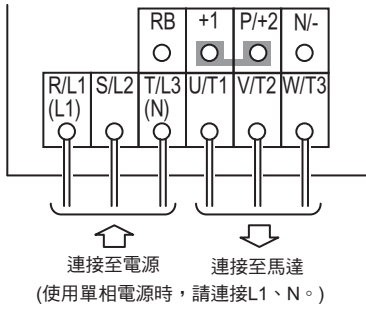 RB +1 P/+2 N/-
R/L1 S/L2 T/L3 U/T1 V/T2 W/T3
(L1) (N)
連接至電源 連接至馬達
(使用單相電源時，請連接L1、N。)